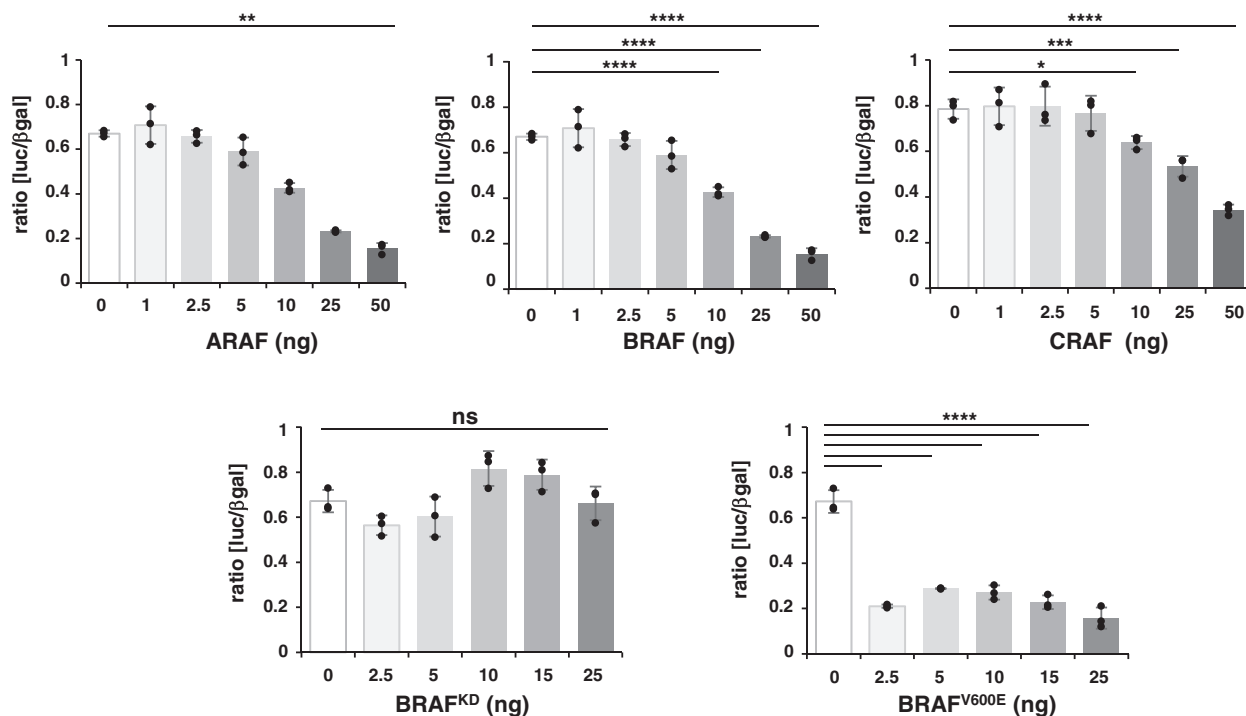 **
ratio [luc/βgal]
1
0.8
0.6
0.4
0.2
0
0 1 2.5 5 10 25 50
ARAF (ng)
****
****
****
ratio [luc/βgal]
1
0.8
0.6
0.4
0.2
0
0 1 2.5 5 10 25 50
BRAF (ng)
****
***
*
ratio [luc/βgal]
1
0.8
0.6
0.4
0.2
0
0 1 2.5 5 10 25 50
CRAF (ng)
ns
ratio [luc/βgal]
1
0.8
0.6
0.4
0.2
0
0 2.5 5 10 15 25
BRAFKD (ng)
****
ratio [luc/βgal]
1
0.8
0.6
0.4
0.2
0
0 2.5 5 10 15 25
BRAFV600E (ng)